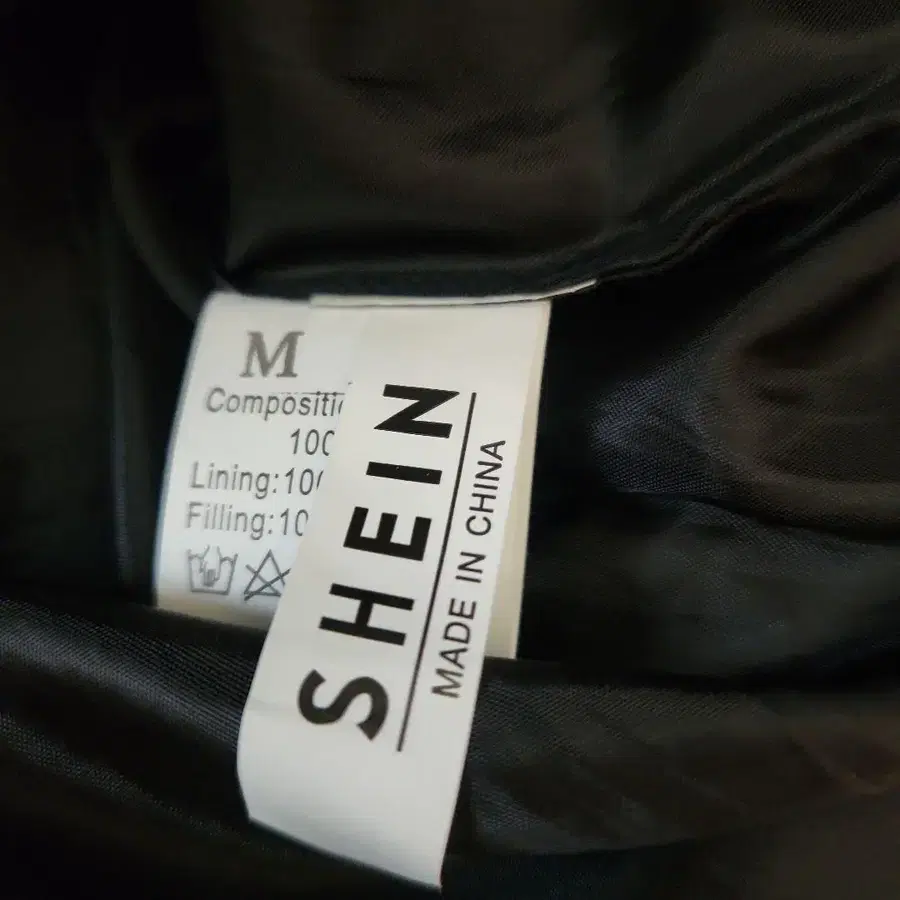 M
Compositi
100
Lining:10
Filling:10
SHEIN
MADE IN CHINA